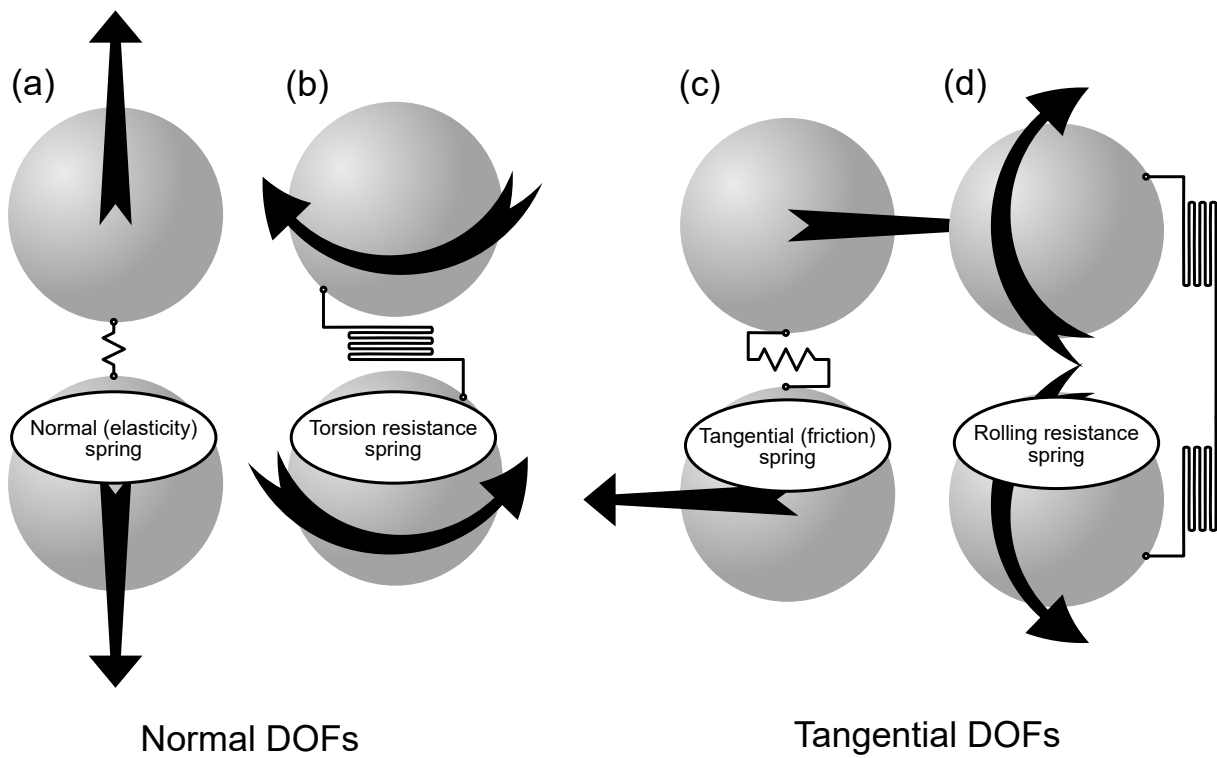 (a)
(b)
(c)
(d)
Normal (elasticity)
spring
Torsion resistance
spring
Tangential (friction)
spring
Rolling resistance
spring
Normal DOFs
Tangential DOFs